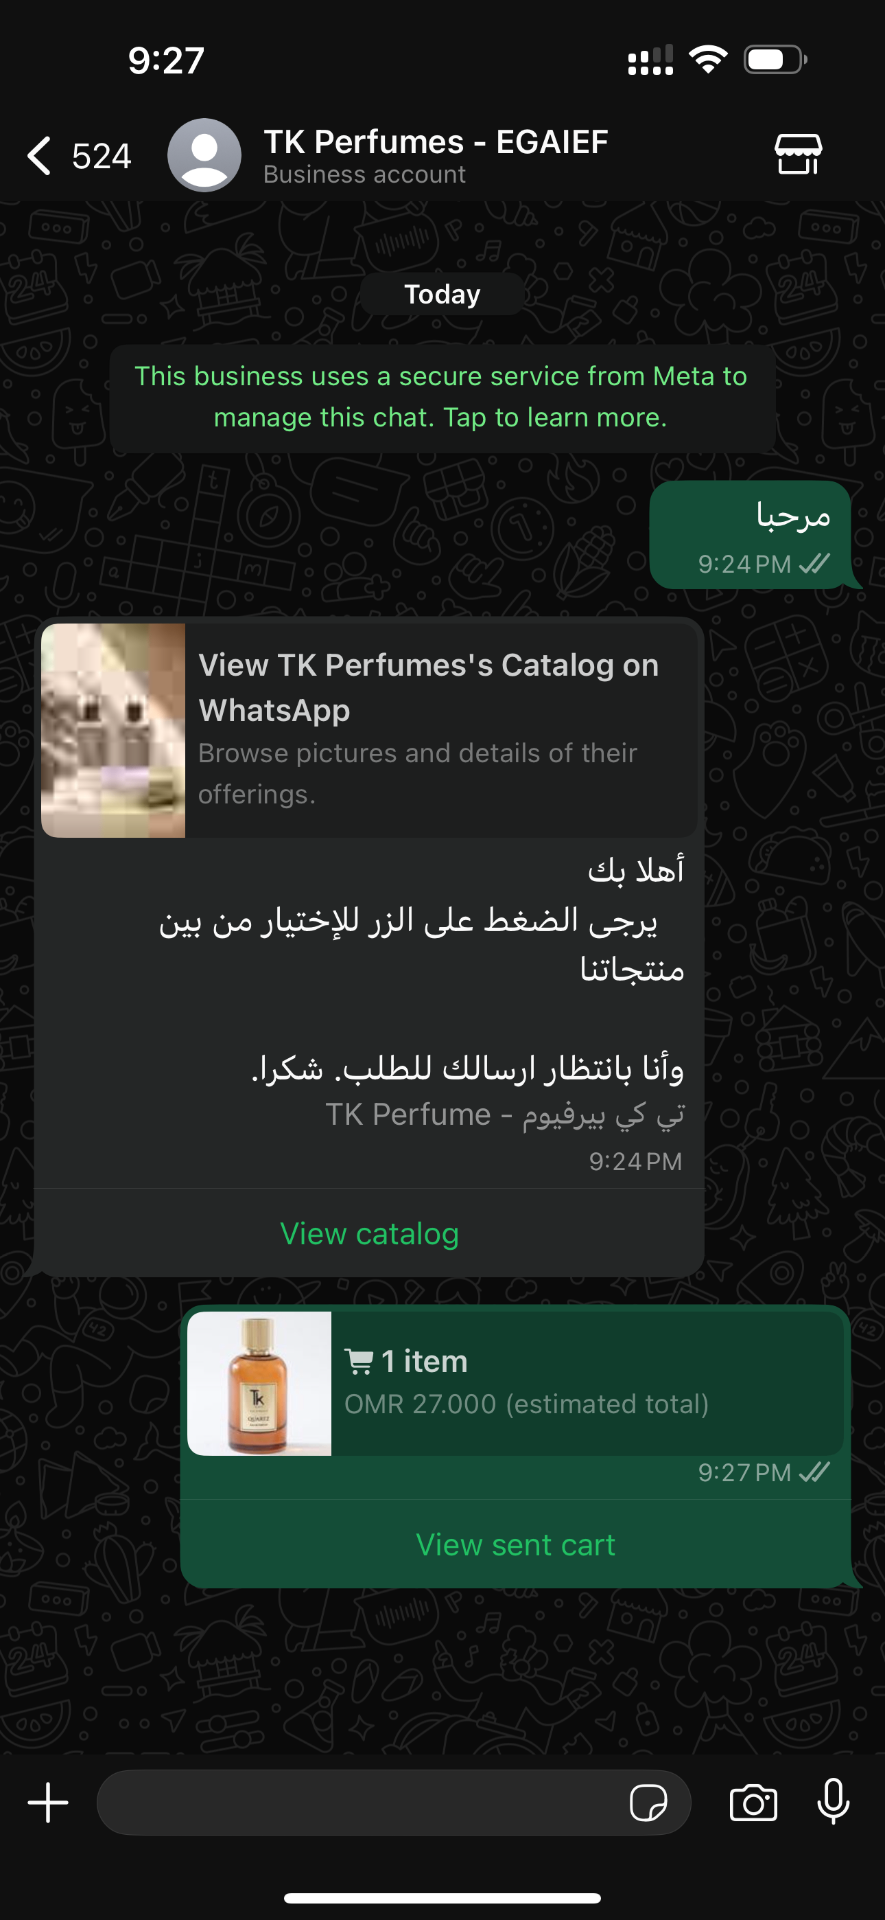 9:27
524
TK Perfumes - EGAIEF
Business account
Today
This business uses a secure service from Meta to
manage this chat. Tap to learn more.
مرحبا
9:24 PM
View TK Perfumes's Catalog on
WhatsApp
Browse pictures and details of their
offerings.
أهلا بك
يرجى الضغط على الزر للإختيار من بين
منتجاتنا
وأنا بانتظار ارسالك للطلب. شكرا.
تي كي بيرفيوم - TK Perfume
9:24 PM
View catalog
Tk
QUARTZ
1 item
OMR 27.000 (estimated total)
9:27 PM
View sent cart